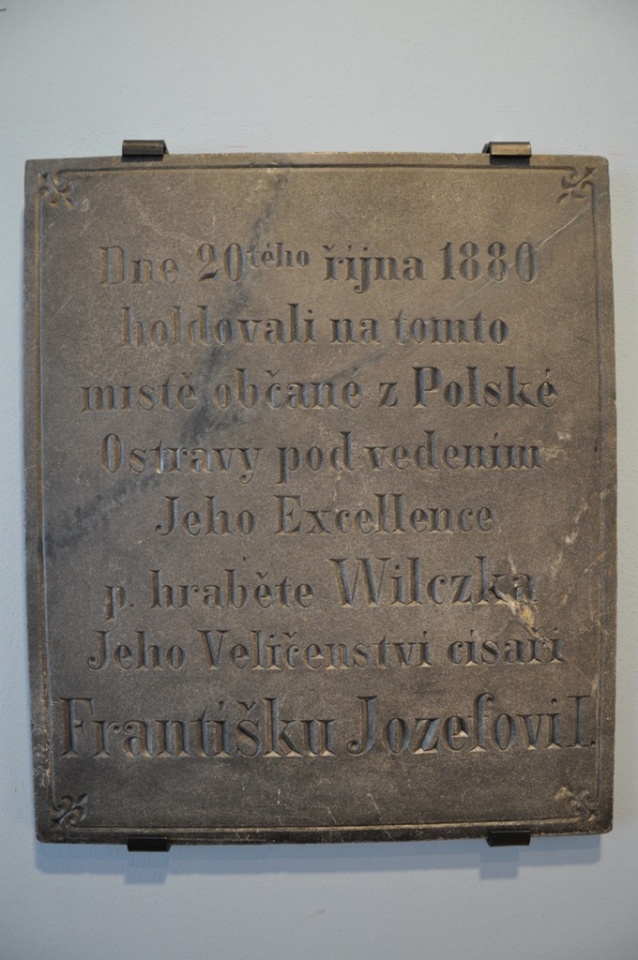 Dne 20tého října 1880
holdovali na tomto
místě občané z Polské
Ostravy pod vedením
Jeho Excellence
p. hraběte Wilczka
Jeho Veličenství císaři
Františku Jozefovi I.